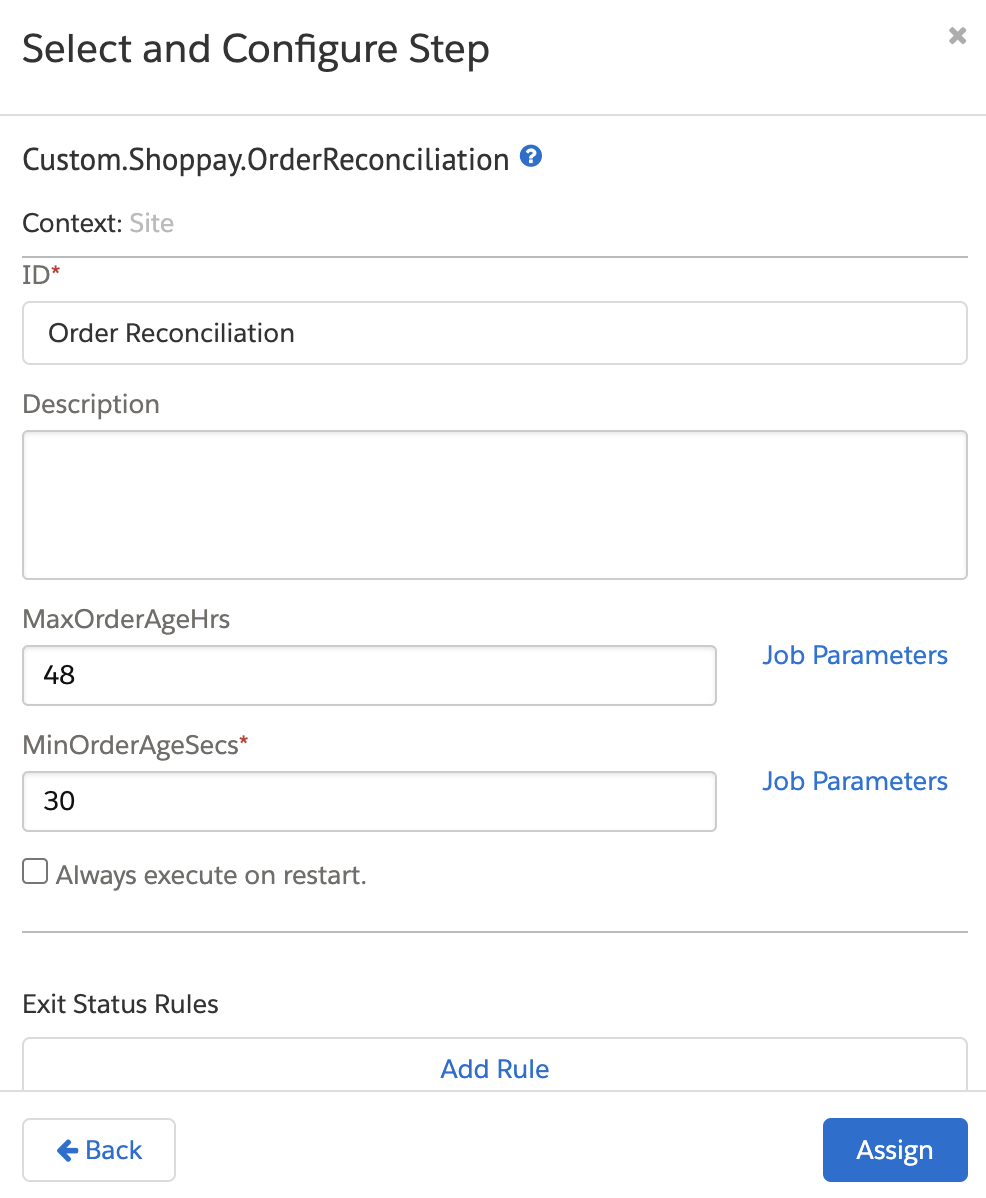 Select and Configure Step
Custom.Shoppay.OrderReconciliation
Context: Site
ID*
Order Reconciliation
Description
MaxOrderAgeHrs
48
Job Parameters
MinOrderAgeSecs*
30
Job Parameters
Always execute on restart.
Exit Status Rules
Add Rule
Back
Assign